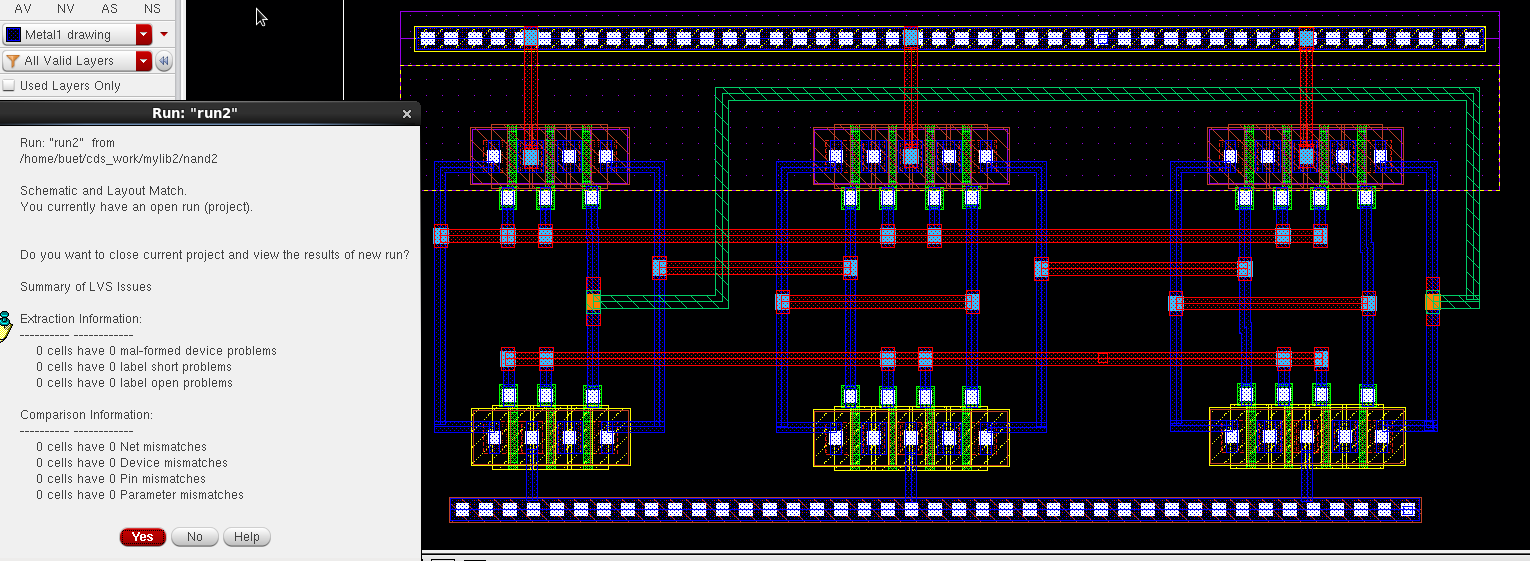 AV NV AS NS
Metal1 drawing
All Valid Layers
Used Layers Only
Run: "run2"
Run: "run2" from
/home/buet/cds_work/mylib2/nand2
Schematic and Layout Match.
You currently have an open run (project).
Do you want to close current project and view the results of new run?
Summary of LVS Issues
Extraction Information:
---------- ------------
0 cells have 0 mal-formed device problems
0 cells have 0 label short problems
0 cells have 0 label open problems
Comparison Information:
---------- ------------
0 cells have 0 Net mismatches
0 cells have 0 Device mismatches
0 cells have 0 Pin mismatches
0 cells have 0 Parameter mismatches
Yes No Help